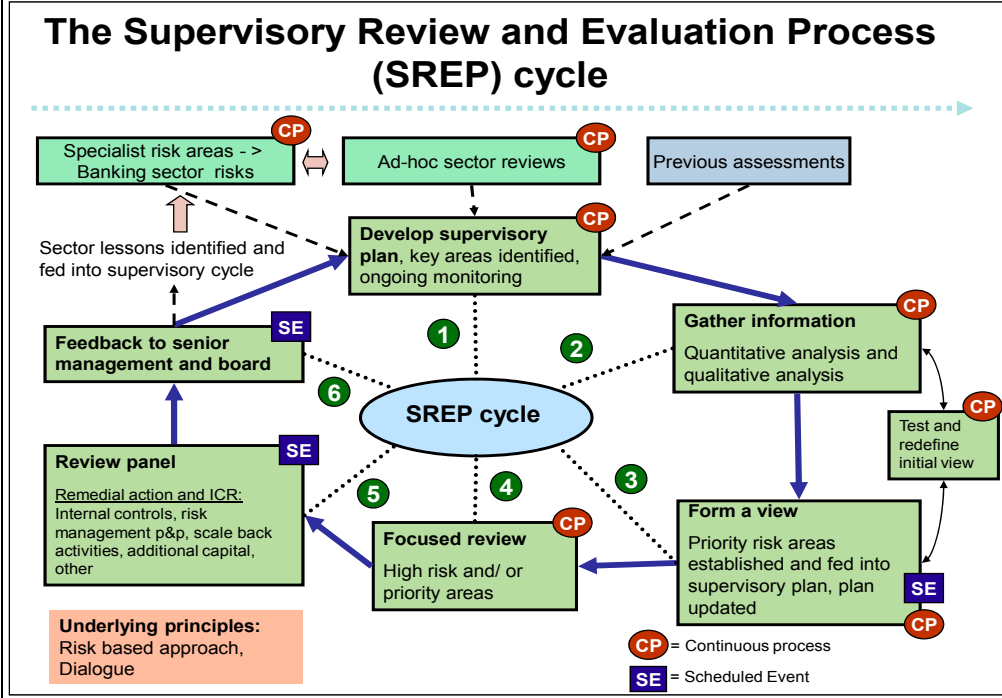 The Supervisory Review and Evaluation Process
(SREP) cycle
CP
Specialist risk areas - >
Banking sector risks
CP
Ad-hoc sector reviews
Previous assessments
Sector lessons identified and
fed into supervisory cycle
CP
Develop supervisory
plan, key areas identified,
ongoing monitoring
1
2
CP
Gather information
Quantitative analysis and
qualitative analysis
SE
Feedback to senior
management and board
6
SREP cycle
CP
Test and
redefine
initial view
SE
Review panel
Remedial action and ICR:
Internal controls, risk
management p&p, scale back
activities, additional capital,
other
5
4
3
CP
Focused review
High risk and/ or
priority areas
Form a view
Priority risk areas
established and fed into
supervisory plan, plan
updated
SE
CP
Underlying principles:
Risk based approach,
Dialogue
CP = Continuous process
SE = Scheduled Event